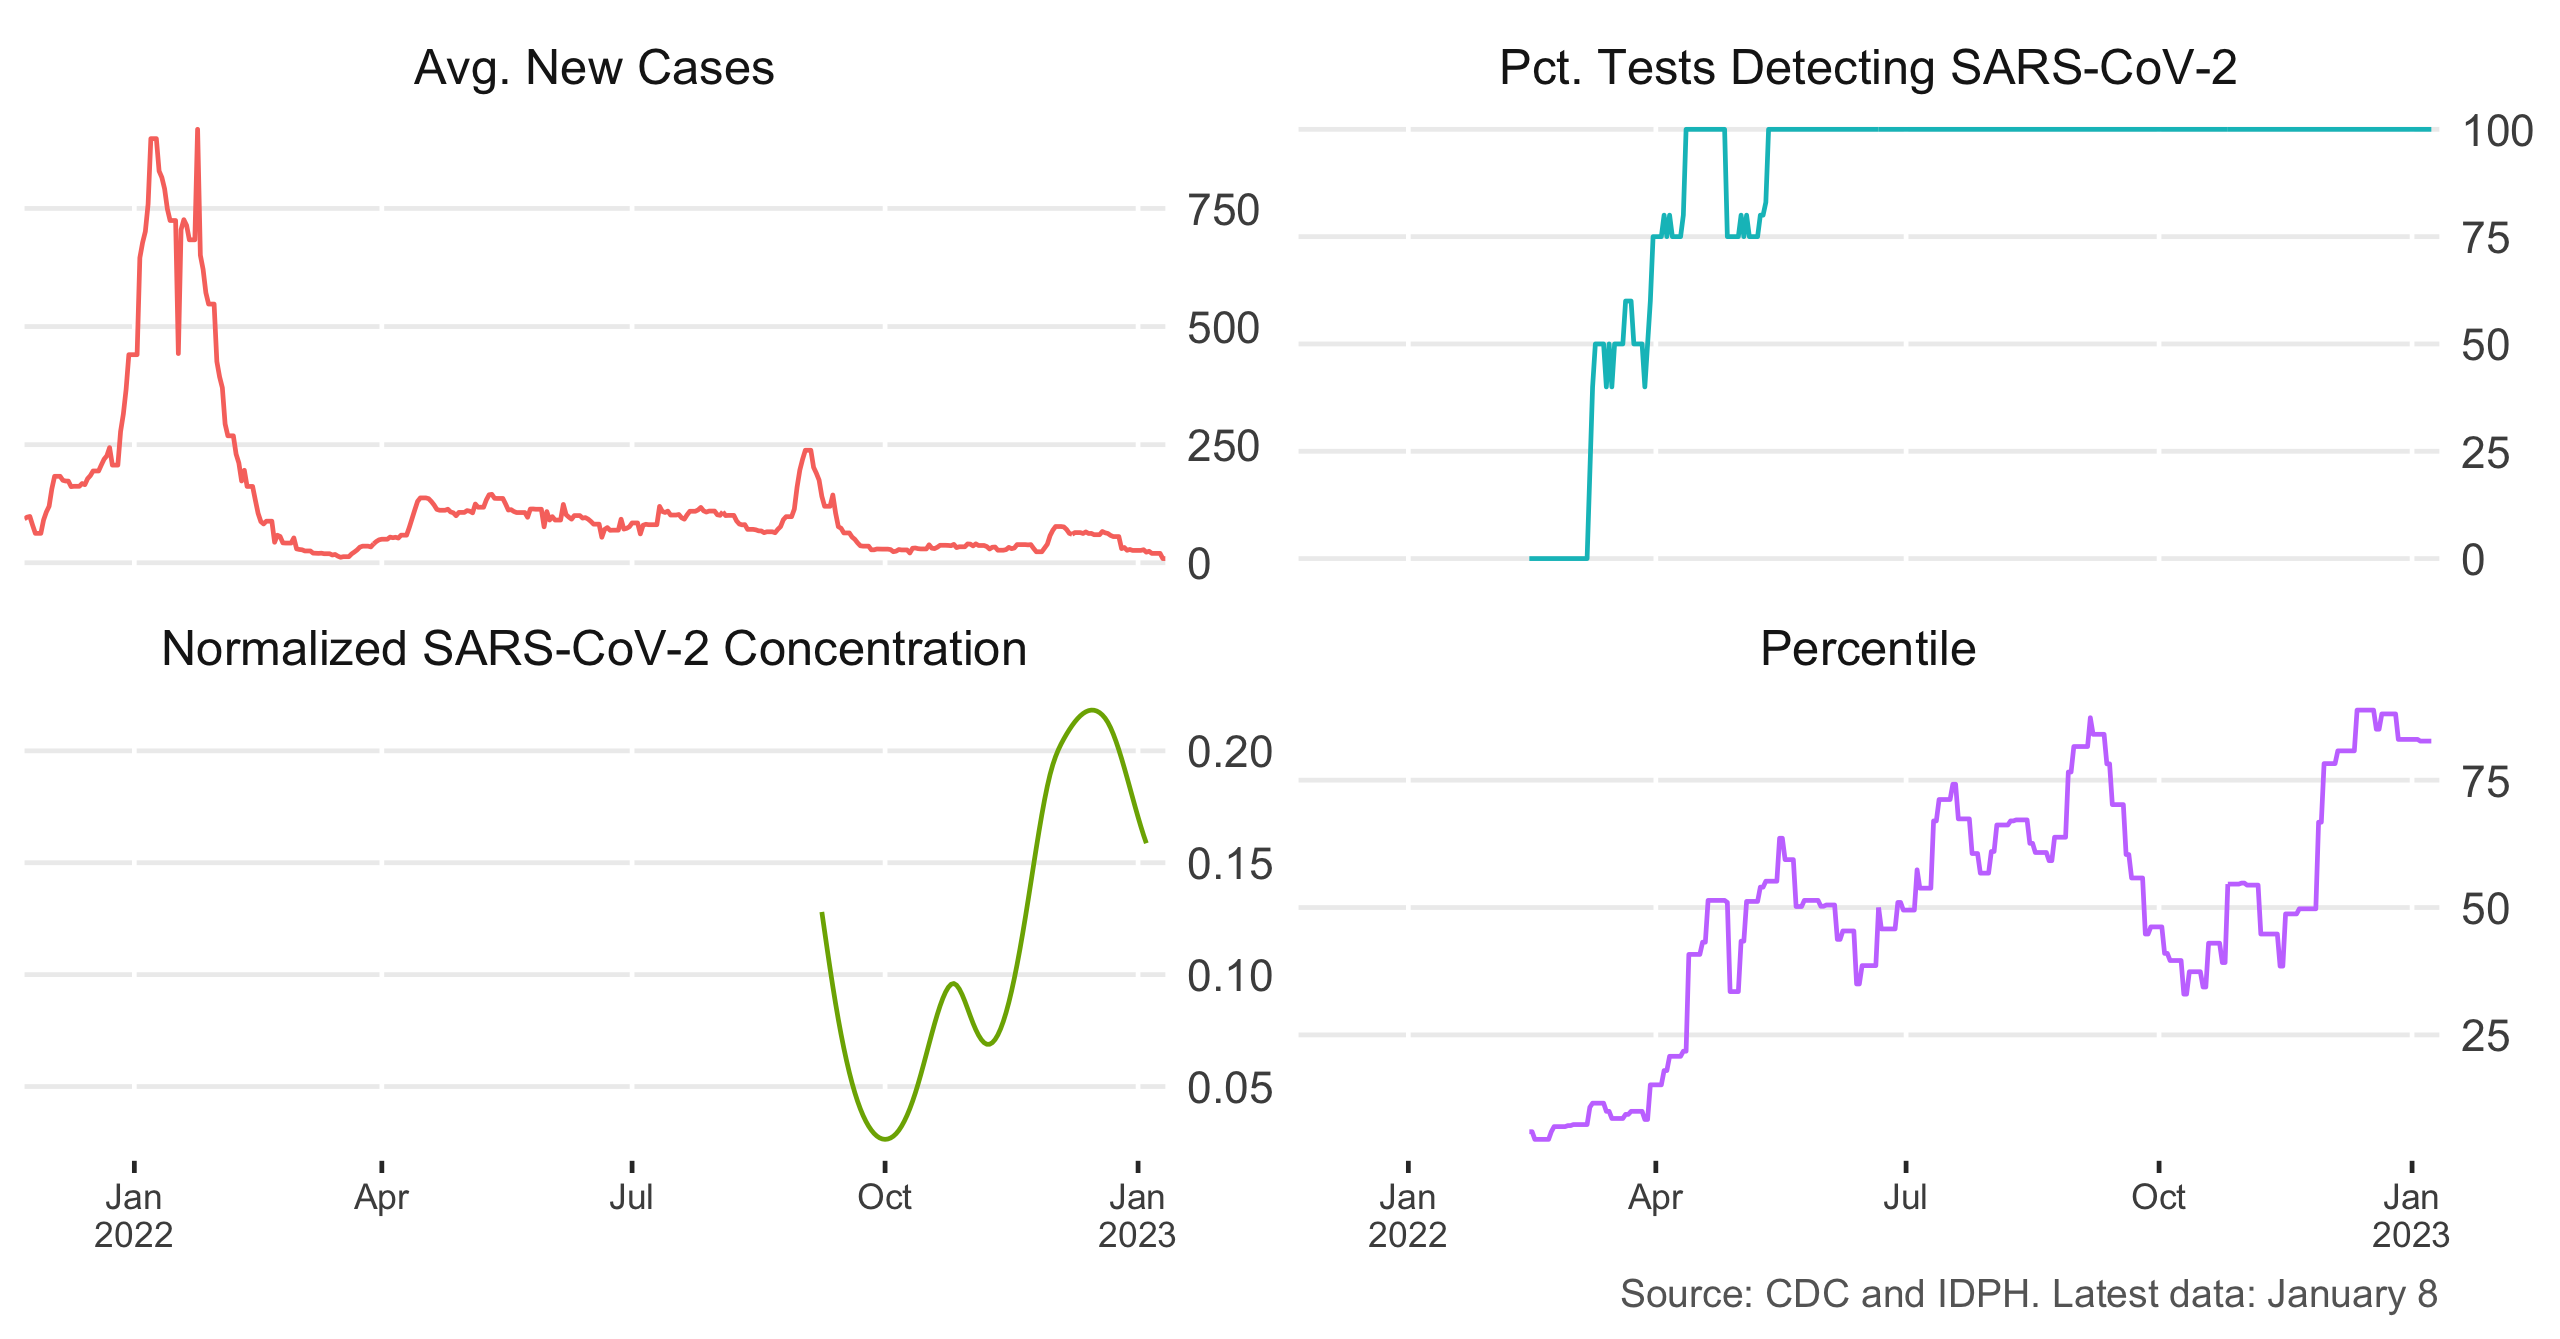 Avg. New Cases
750
500
250
0
Pct. Tests Detecting SARS-CoV-2
100
75
50
25
0
Normalized SARS-CoV-2 Concentration
0.20
0.15
0.10
0.05
Jan
2022
Apr
Jul
Oct
Jan
2023
Percentile
75
50
25
Jan
2022
Apr
Jul
Oct
Jan
2023
Source: CDC and IDPH. Latest data: January 8